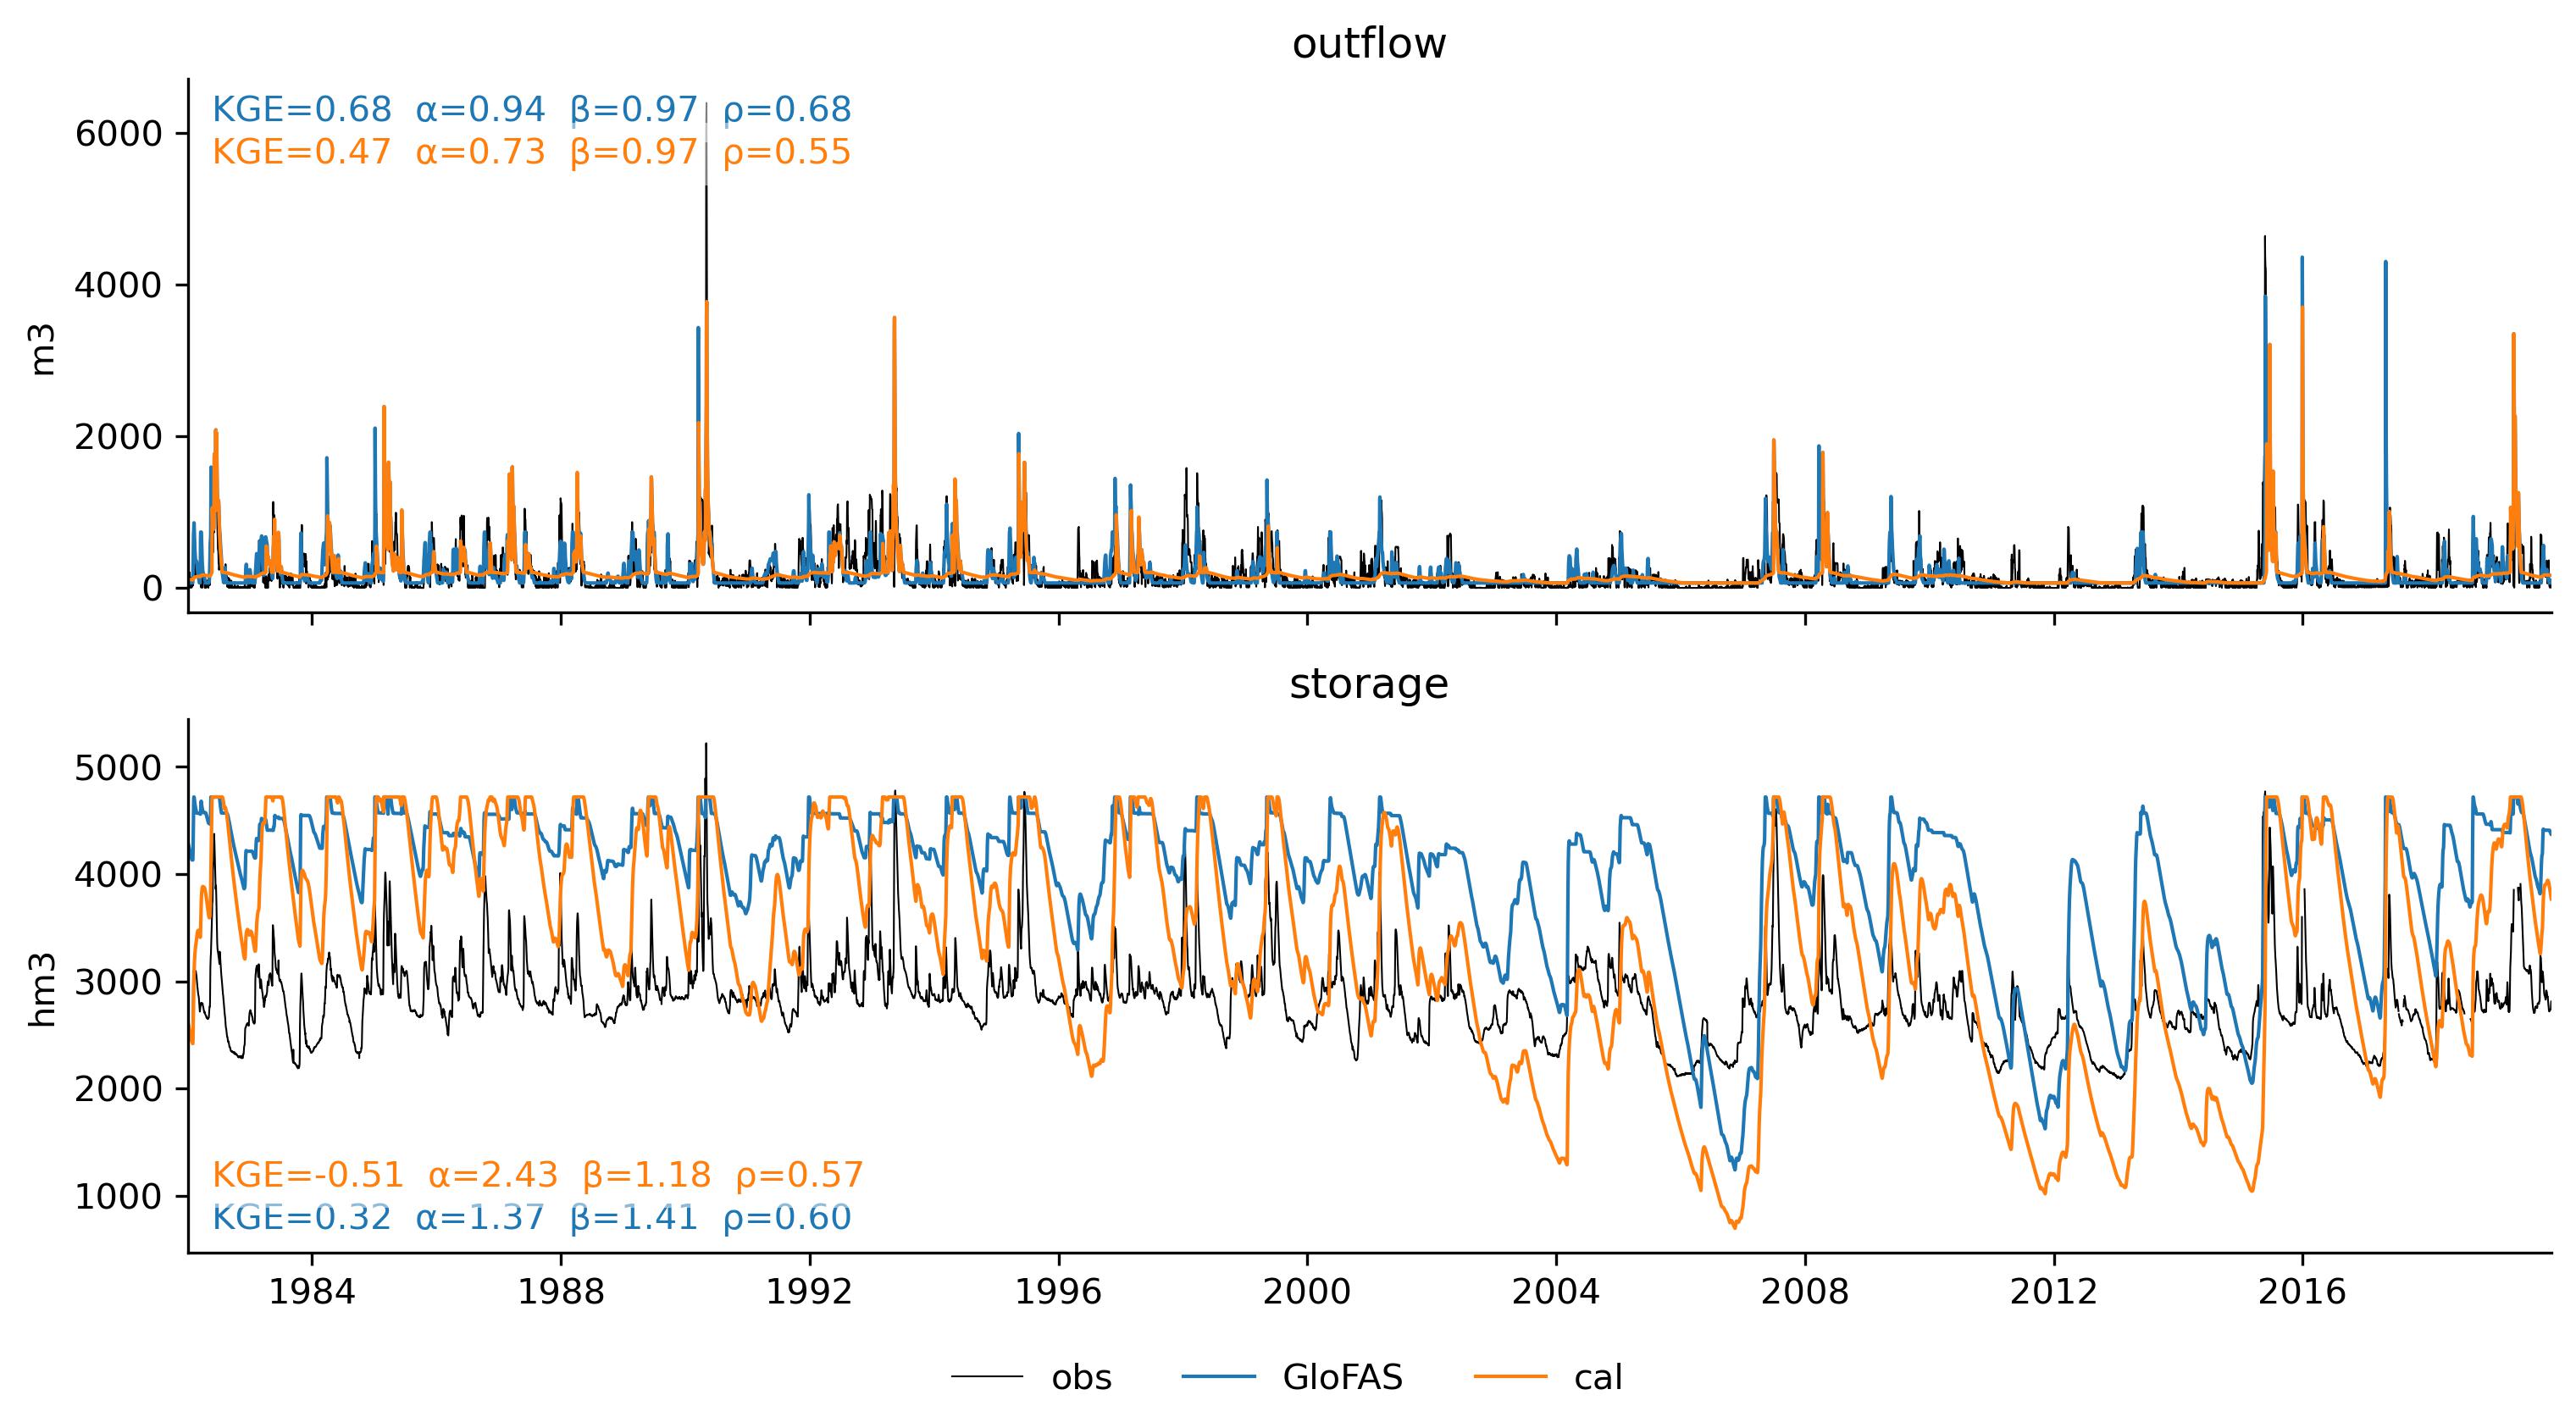 outflow
KGE=0.68 α=0.94 β=0.97 ρ=0.68
KGE=0.47 α=0.73 β=0.97 ρ=0.55
6000
4000
2000
0
m3
storage
5000
4000
3000
2000
1000
hm3
KGE=-0.51 α=2.43 β=1.18 ρ=0.57
KGE=0.32 α=1.37 β=1.41 ρ=0.60
1984 1988 1992 1996 2000 2004 2008 2012 2016
obs GloFAS cal